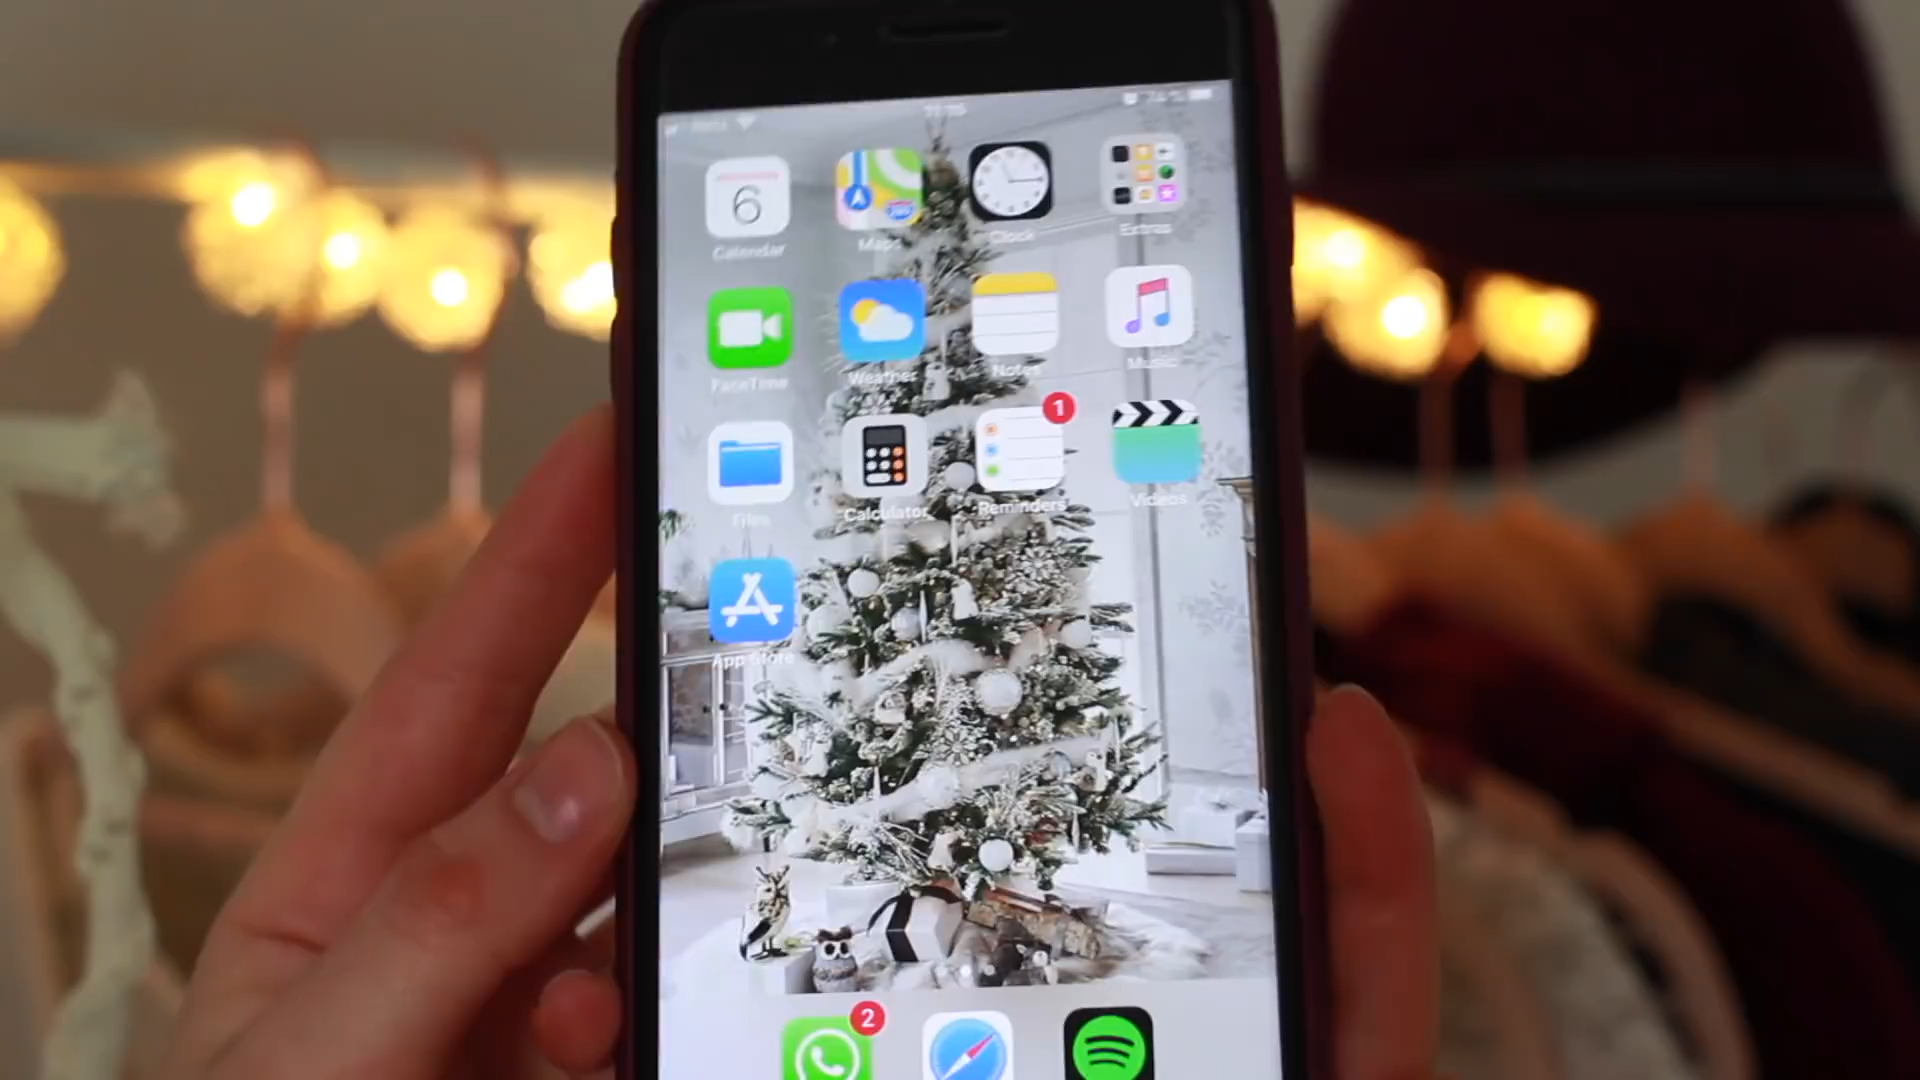 6
Calendar
Maps
Clock
Extras
FaceTime
Weather
Notes
Music
1
Files
Calculator
Reminders
Videos
App Store
2